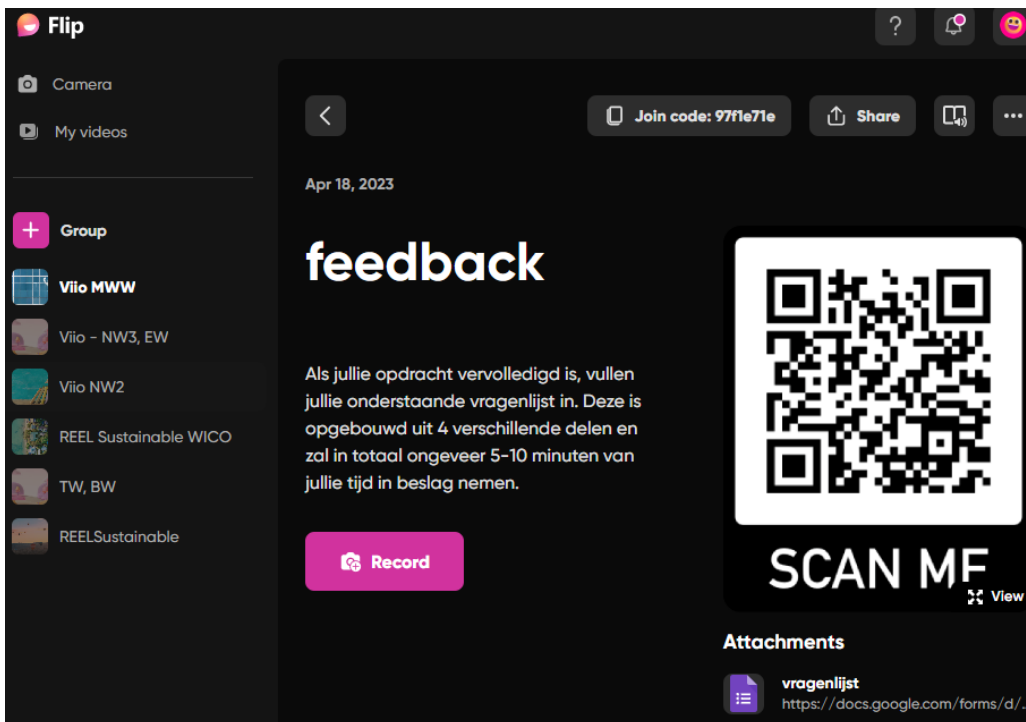 Flip
?
Camera
My videos
Group
Viio MWW
Viio - NW3, EW
Viio NW2
REEL Sustainable WICO
TW, BW
REELSustainable
Join code: 97f1e71e
Share
Apr 18, 2023
feedback
Als jullie opdracht vervolledigd is, vullen
jullie onderstaande vragenlijst in. Deze is
opgebouwd uit 4 verschillende delen en
zal in totaal ongeveer 5-10 minuten van
jullie tijd in beslag nemen.
Record
SCAN ME
View
Attachments
vragenlijst
https://docs.google.com/forms/d/...